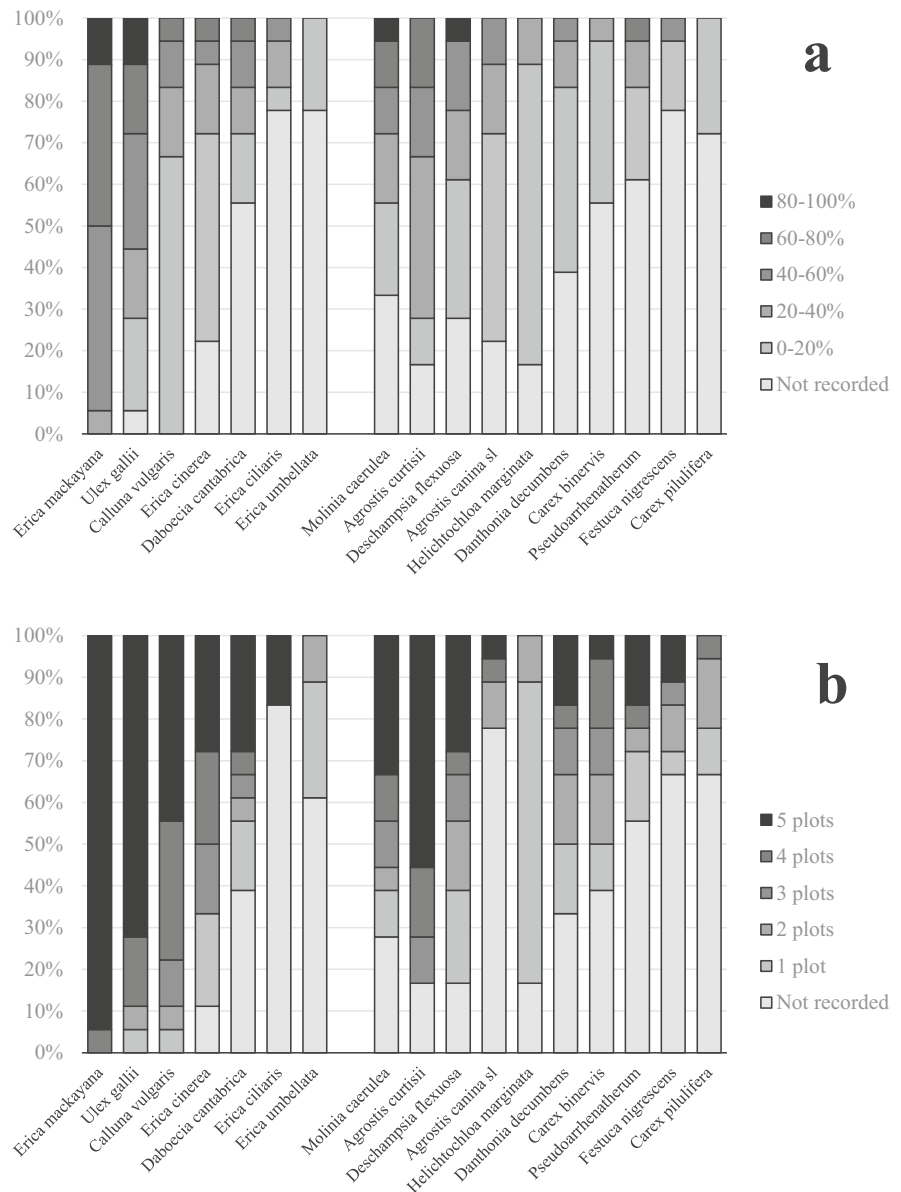 100%
90%
80%
70%
60%
50%
40%
30%
20%
10%
0%
a
80-100%
60-80%
40-60%
20-40%
0-20%
Not recorded
Erica mackayana
Ulex gallii
Calluna vulgaris
Erica cinerea
Daboecia cantabrica
Erica ciliaris
Erica umbellata
Molinia caerulea
Agrostis curtisii
Deschampsia flexuosa
Agrostis canina sl
Helichtochloa marginata
Danthonia decumbens
Carex binervis
Pseudoarrhenatherum
Festuca nigrescens
Carex pilulifera
100%
90%
80%
70%
60%
50%
40%
30%
20%
10%
0%
b
5 plots
4 plots
3 plots
2 plots
1 plot
Not recorded
Erica mackayana
Ulex gallii
Calluna vulgaris
Erica cinerea
Daboecia cantabrica
Erica ciliaris
Erica umbellata
Molinia caerulea
Agrostis curtisii
Deschampsia flexuosa
Agrostis canina sl
Helichtochloa marginata
Danthonia decumbens
Carex binervis
Pseudoarrhenatherum
Festuca nigrescens
Carex pilulifera